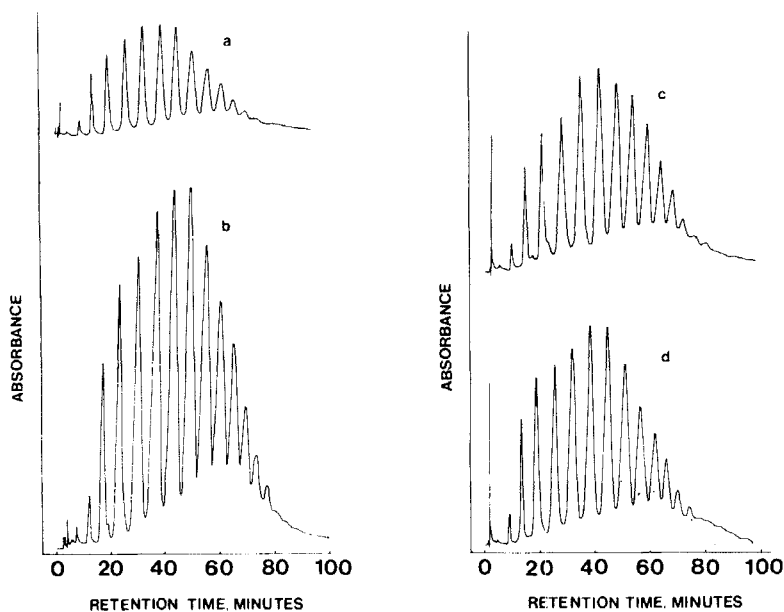 a
b
ABSORBANCE
0 20 40 60 80 100
RETENTION TIME, MINUTES
c
d
ABSORBANCE
0 20 40 60 80 100
RETENTION TIME, MINUTES